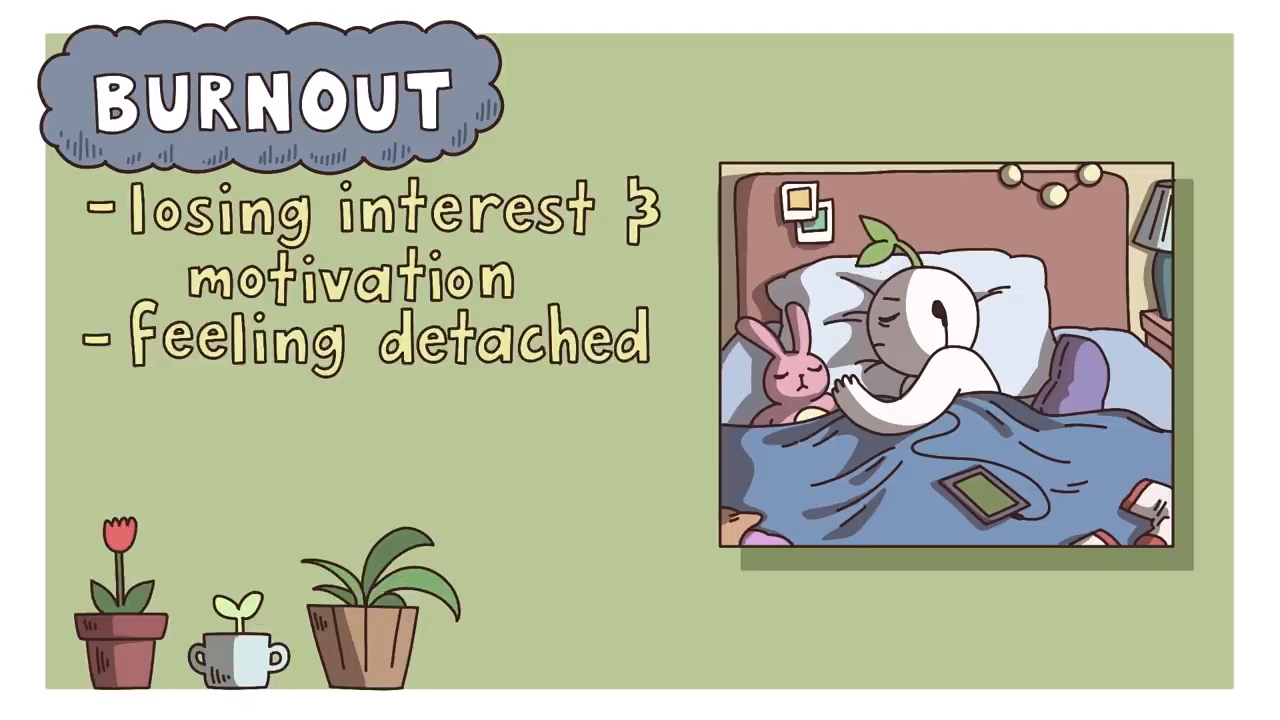 BURNOUT
- losing interest &
motivation
- feeling detached